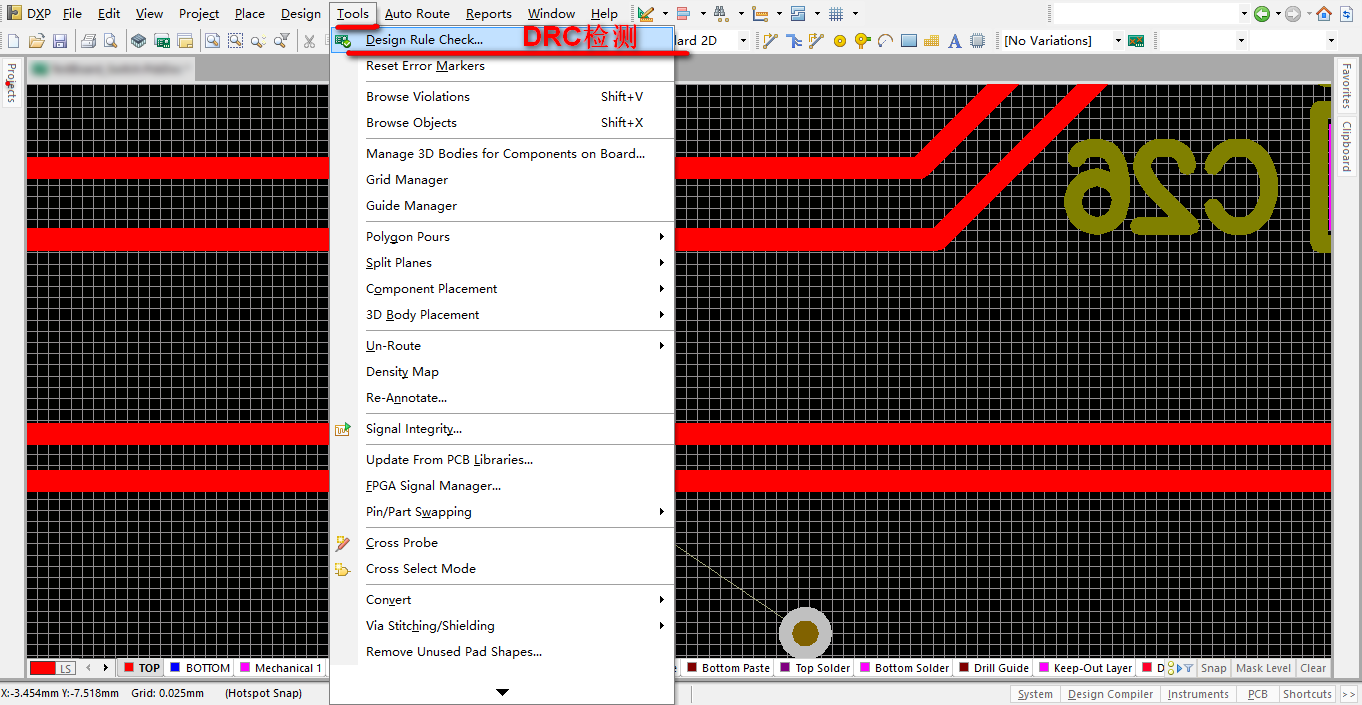 DXP File Edit View Project Place Design Tools Auto Route Reports Window Help
Design Rule Check... DRC检测
ard 2D
[No Variations]
Reset Error Markers
Browse Violations Shift+V
Browse Objects Shift+X
Manage 3D Bodies for Components on Board...
Grid Manager
Guide Manager
Polygon Pours
Split Planes
Component Placement
3D Body Placement
Un-Route
Density Map
Re-Annotate...
Signal Integrity...
Update From PCB Libraries...
FPGA Signal Manager...
Pin/Part Swapping
Cross Probe
Cross Select Mode
Convert
Via Stitching/Shielding
Remove Unused Pad Shapes...
Projects
Favorites
Clipboard
C26
LS TOP BOTTOM Mechanical 1 Bottom Paste Top Solder Bottom Solder Drill Guide Keep-Out Layer D Snap Mask Level Clear
X:-3.454mm Y:-7.518mm Grid: 0.025mm (Hotspot Snap) System Design Compiler Instruments PCB Shortcuts >>